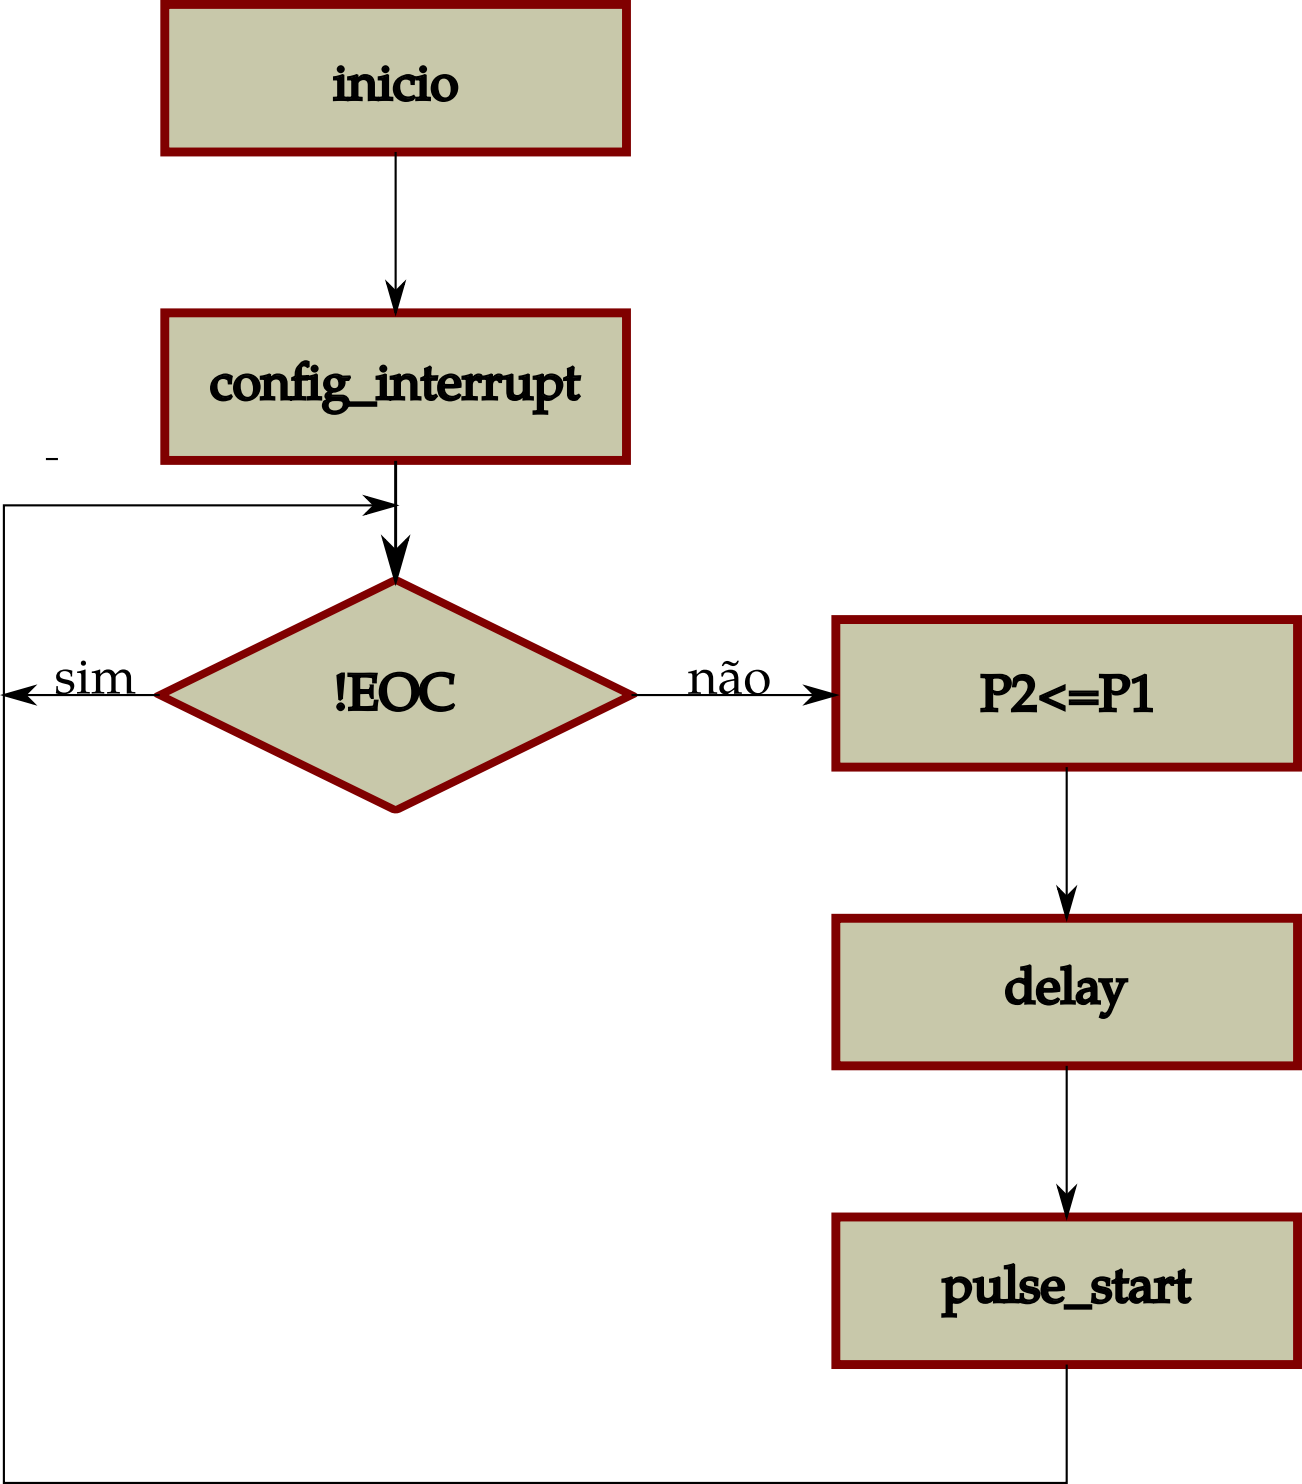 inicio
config_interrupt
-
sim
!EOC
não
P2<=P1
delay
pulse_start